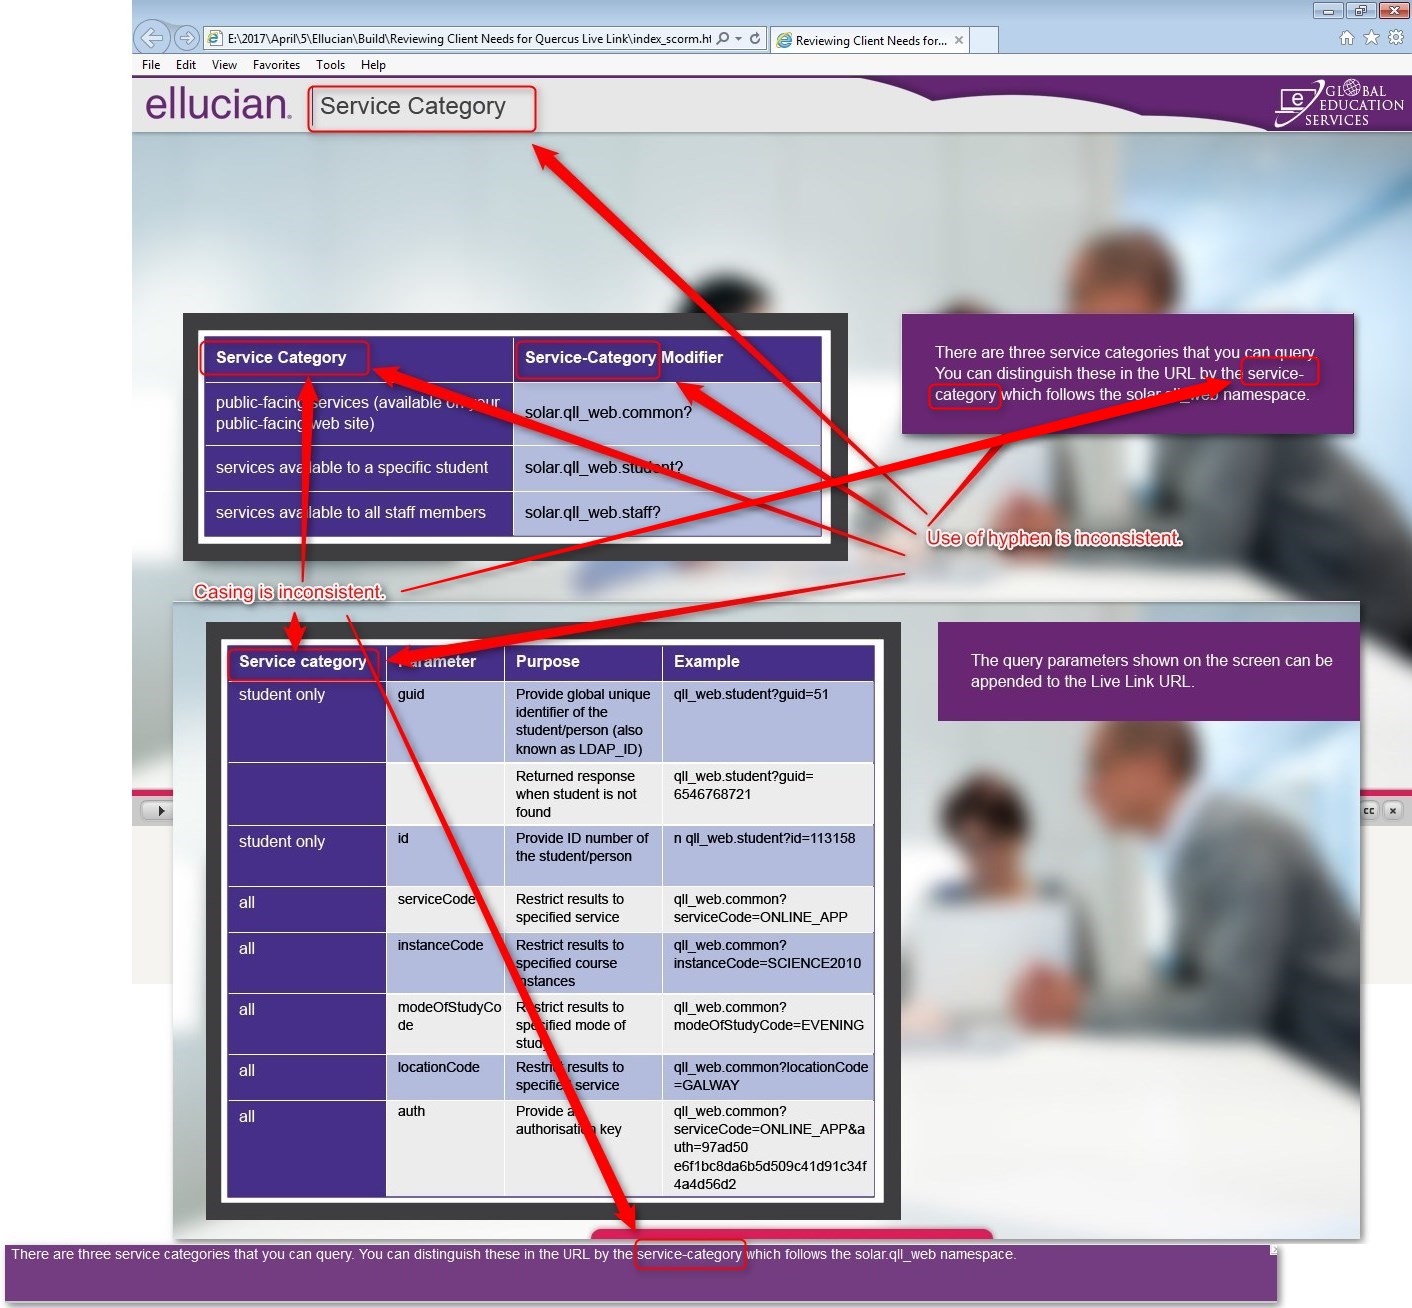 E:\2017\April\5\Ellucian\Build\Reviewing Client Needs for Quercus Live Link\index_scorm.ht
Reviewing Client Needs for...
File Edit View Favorites Tools Help
ellucian.
Service Category
GLOBAL
EDUCATION
SERVICES
Service Category
Service-Category Modifier
public-facing services (available on your
public-facing web site)
solar.qll_web.common?
services available to a specific student
solar.qll_web.student?
services available to all staff members
solar.qll_web.staff?
There are three service categories that you can query.
You can distinguish these in the URL by the service-
category which follows the solar.qll_web namespace.
Use of hyphen is inconsistent.
Casing is inconsistent.
Service category
Parameter
Purpose
Example
student only
guid
Provide global unique
identifier of the
student/person (also
known as LDAP_ID)
qll_web.student?guid=51
Returned response
when student is not
found
qll_web.student?guid=
6546768721
student only
id
Provide ID number of
the student/person
n qll_web.student?id=113158
all
serviceCode
Restrict results to
specified service
qll_web.common?
serviceCode=ONLINE_APP
all
instanceCode
Restrict results to
specified course
instances
qll_web.common?
instanceCode=SCIENCE2010
all
modeOfStudyCo
de
Restrict results to
specified mode of
study
qll_web.common?
modeOfStudyCode=EVENING
all
locationCode
Restrict results to
specified service
qll_web.common?locationCode
=GALWAY
all
auth
Provide a
authorisation key
qll_web.common?
serviceCode=ONLINE_APP&a
uth=97ad50
e6f1bc8da6b5d509c41d91c34f
4a4d56d2
The query parameters shown on the screen can be
appended to the Live Link URL.
cc
There are three service categories that you can query. You can distinguish these in the URL by the service-category which follows the solar.qll_web namespace.